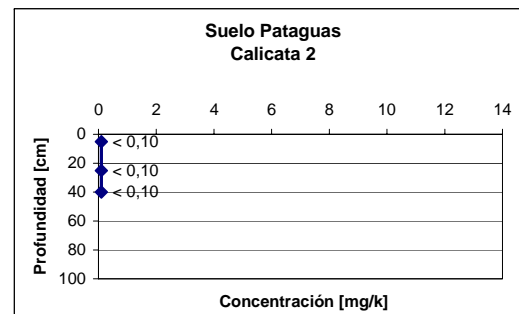 Suelo Pataguas
Calicata 2
0 2 4 6 8 10 12 14
0
20
40
60
80
100
< 0,10
< 0,10
< 0,10
Profundidad [cm]
Concentración [mg/k]